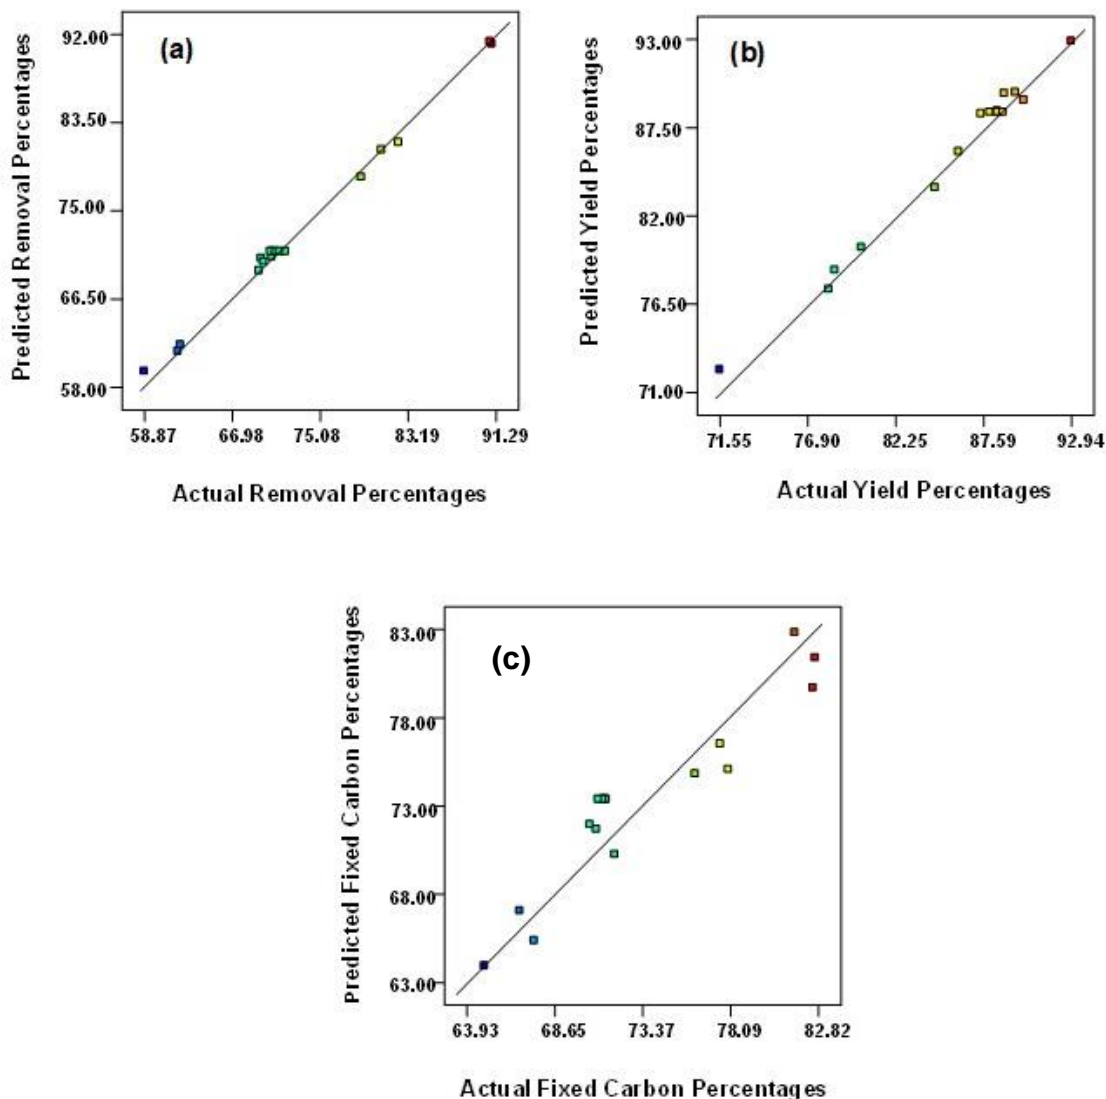 (a)
Predicted Removal Percentages
92.00
83.50
75.00
66.50
58.00
58.87 66.98 75.08 83.19 91.29
Actual Removal Percentages
(b)
Predicted Yield Percentages
93.00
87.50
82.00
76.50
71.00
71.55 76.90 82.25 87.59 92.94
Actual Yield Percentages
(c)
Predicted Fixed Carbon Percentages
83.00
78.00
73.00
68.00
63.00
63.93 68.65 73.37 78.09 82.82
Actual Fixed Carbon Percentages